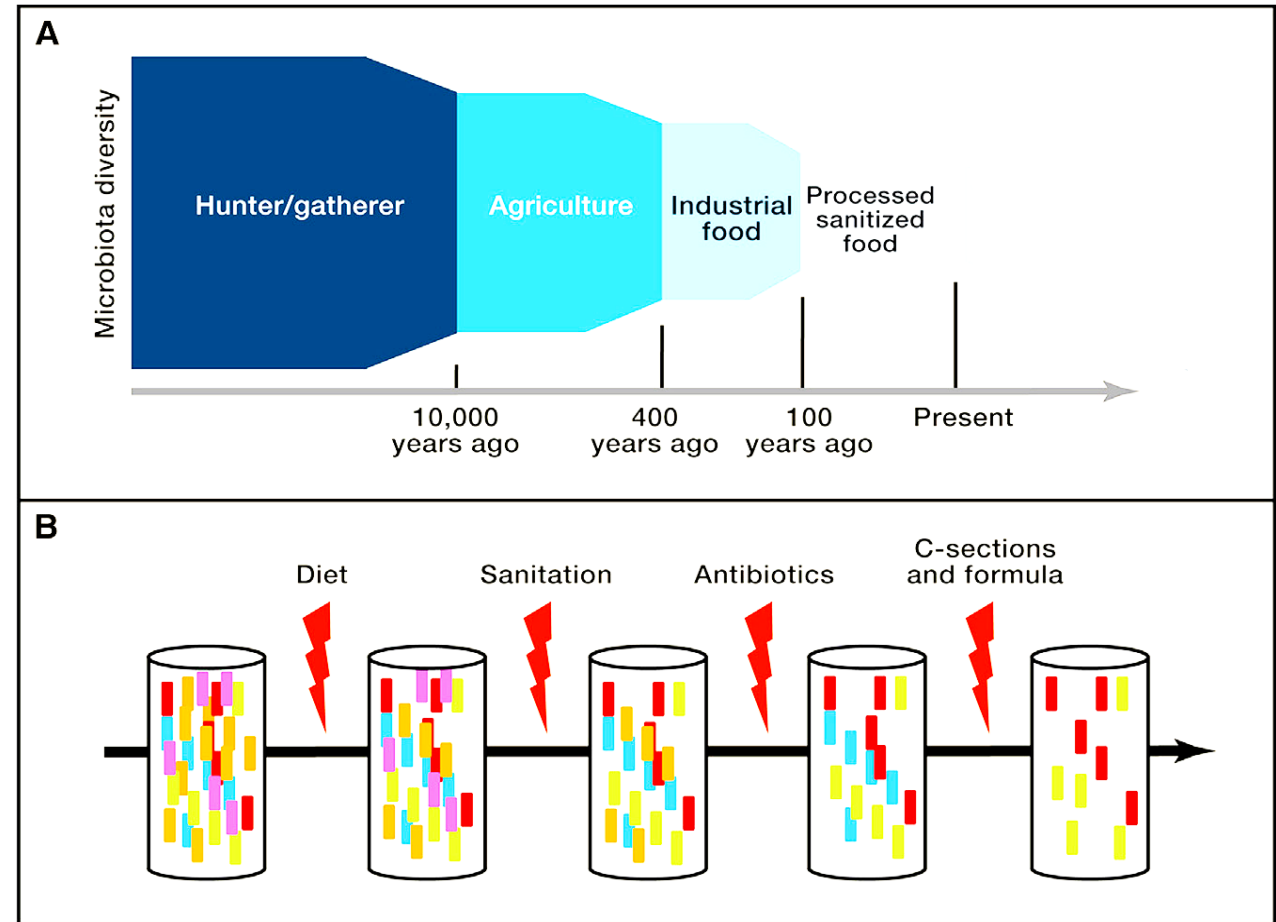 A
Microbiota diversity
Hunter/gatherer
Agriculture
Industrial
food
Processed
sanitized
food
10,000
years ago
400
years ago
100
years ago
Present
B
Diet
Sanitation
Antibiotics
C-sections
and formula